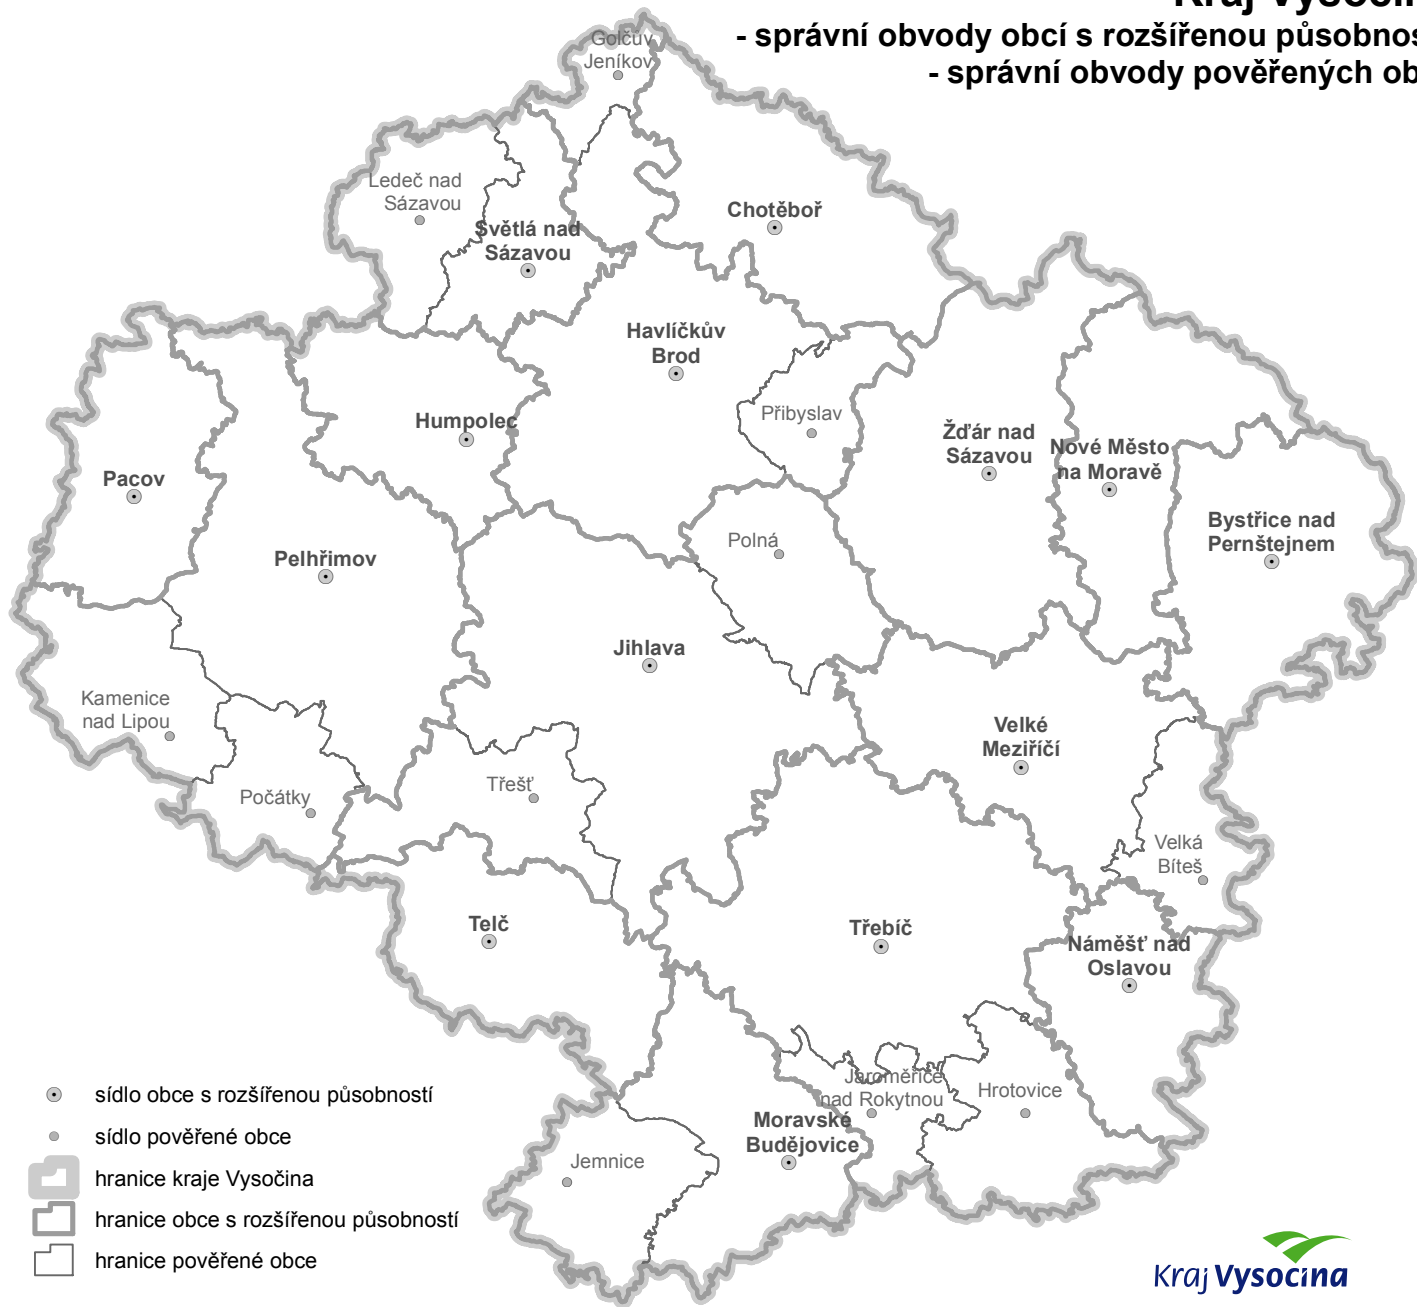 Kraj Vysočin
- správní obvody obcí s rozšířenou působnos
- správní obvody pověřených ob
Golčův
Jeníkov
Ledeč nad
Sázavou
Světlá nad
Sázavou
Chotěboř
Havlíčkův
Brod
Přibyslav
Humpolec
Žďár nad
Sázavou
Nové Město
na Moravě
Pacov
Bystřice nad
Pernštejnem
Pelhřimov
Polná
Jihlava
Kamenice
nad Lipou
Velké
Meziříčí
Počátky
Třešť
Velká
Bíteš
Telč
Třebíč
Náměšť nad
Oslavou
Jaroměřice
nad Rokytnou
Hrotovice
Moravské
Budějovice
Jemnice
sídlo obce s rozšířenou působností
sídlo pověřené obce
hranice kraje Vysočina
hranice obce s rozšířenou působností
hranice pověřené obce
Kraj Vysočina